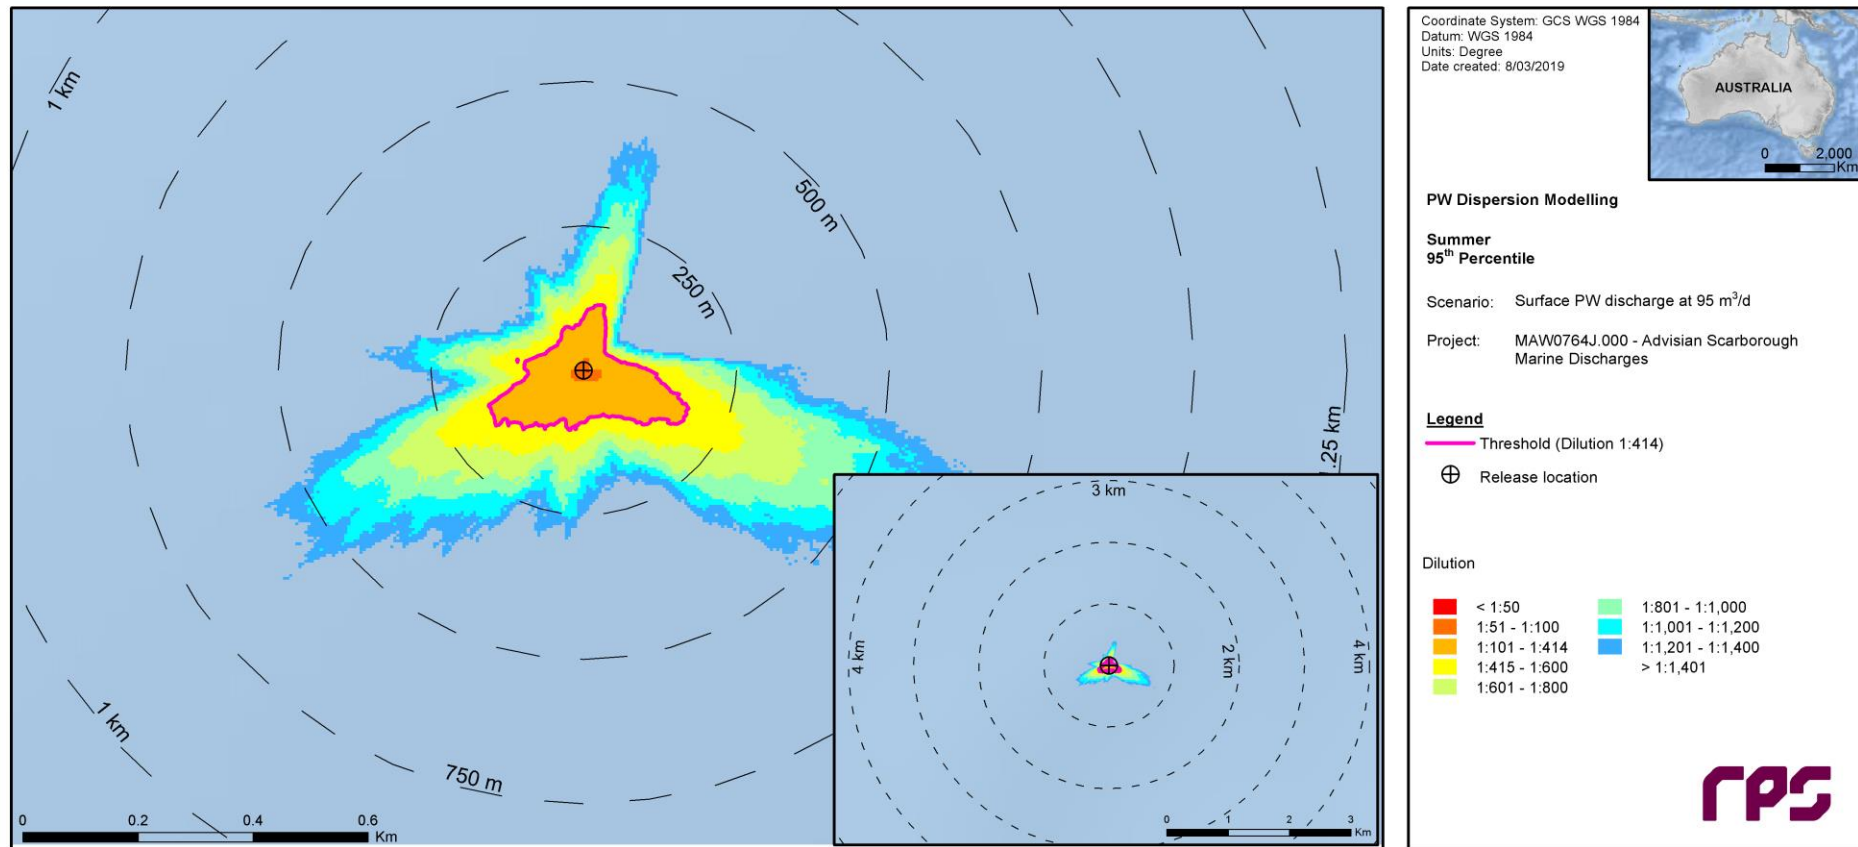 1 km
500 m
250 m
.25 km
1 km
750 m
0 0.2 0.4 0.6
Km
3 km
4 km
2 km
4 km
0 1 2 3
Km
Coordinate System: GCS WGS 1984
Datum: WGS 1984
Units: Degree
Date created: 8/03/2019
AUSTRALIA
0 2,000
Km
PW Dispersion Modelling
Summer
95th Percentile
Scenario: Surface PW discharge at 95 m³/d
Project: MAW0764J.000 - Advisian Scarborough
Marine Discharges
Legend
Threshold (Dilution 1:414)
Release location
Dilution
< 1:50
1:51 - 1:100
1:101 - 1:414
1:415 - 1:600
1:601 - 1:800
1:801 - 1:1,000
1:1,001 - 1:1,200
1:1,201 - 1:1,400
> 1:1,401
rps